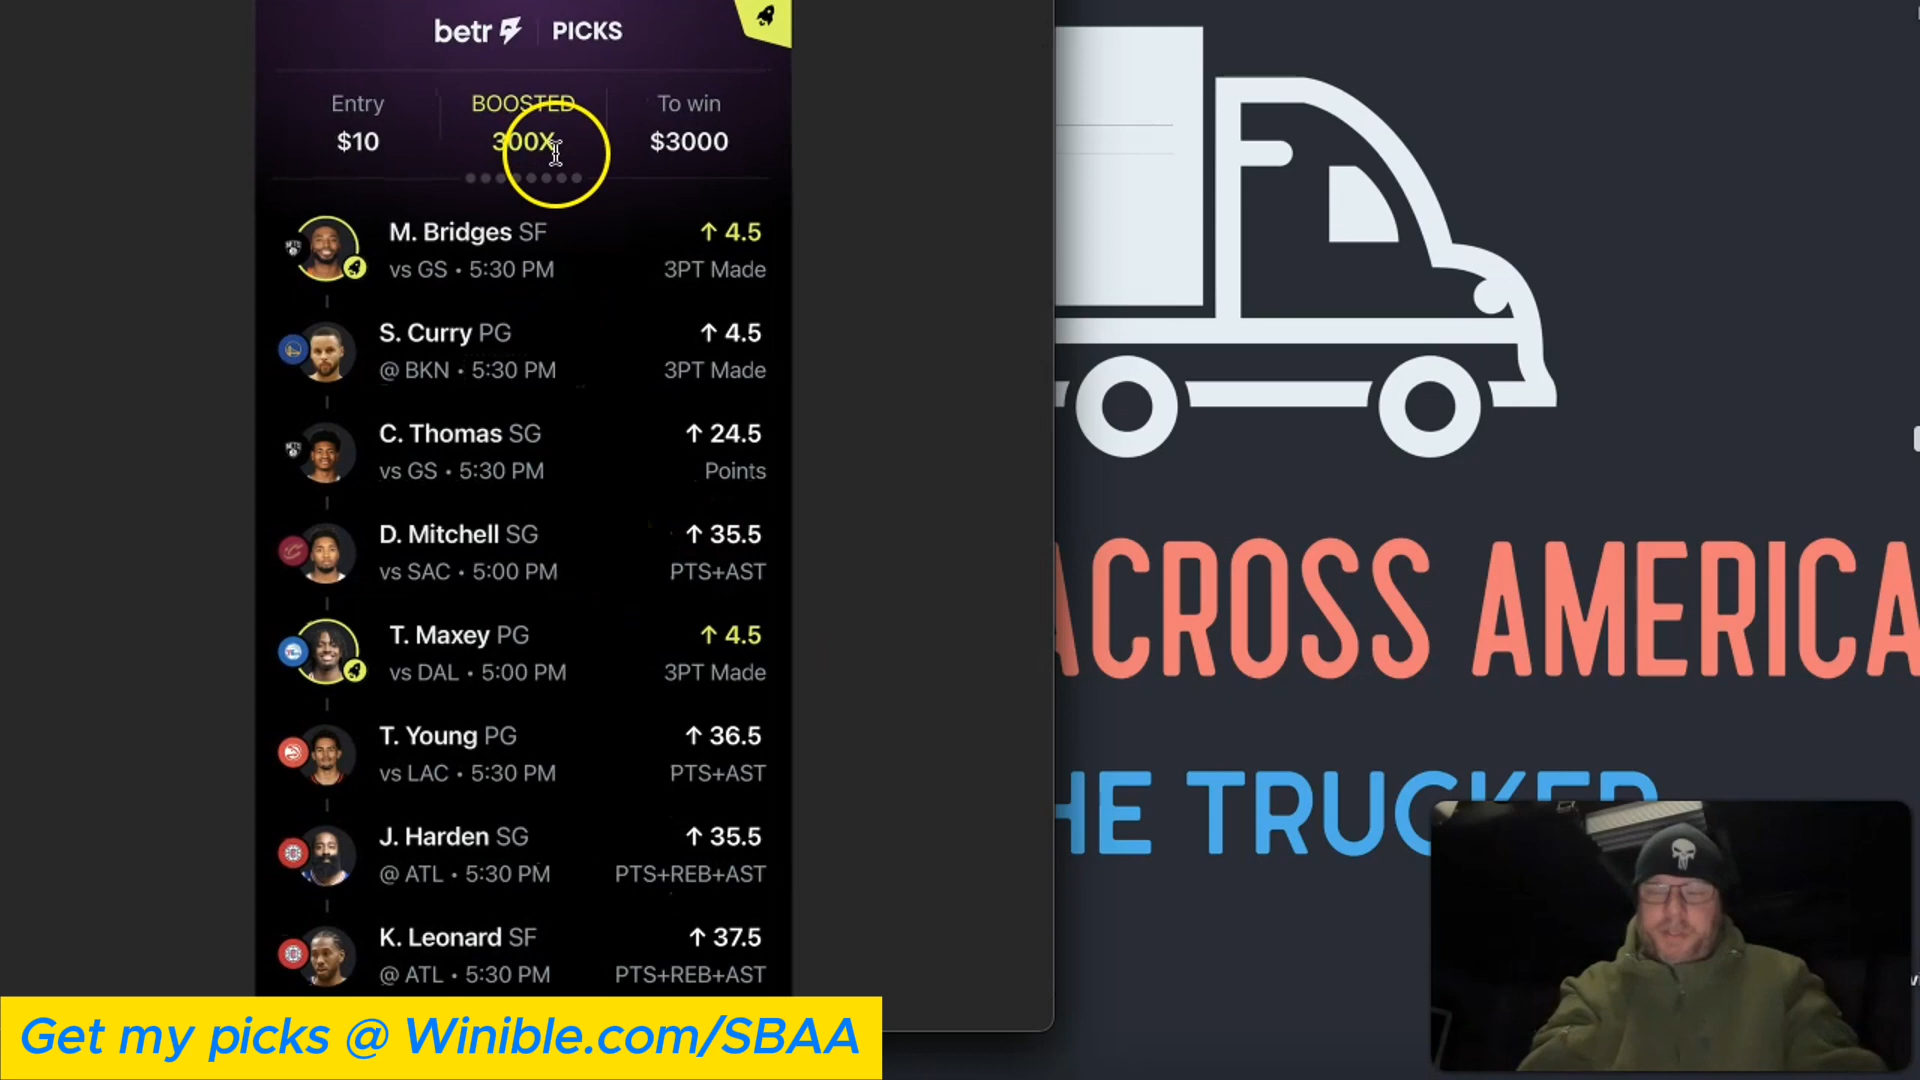 betr PICKS
Entry BOOSTED To win
$10 300X $3000
M. Bridges SF ↑ 4.5
vs GS • 5:30 PM 3PT Made
S. Curry PG ↑ 4.5
@ BKN • 5:30 PM 3PT Made
C. Thomas SG ↑ 24.5
vs GS • 5:30 PM Points
D. Mitchell SG ↑ 35.5
vs SAC • 5:00 PM PTS+AST
T. Maxey PG ↑ 4.5
vs DAL • 5:00 PM 3PT Made
T. Young PG ↑ 36.5
vs LAC • 5:30 PM PTS+AST
J. Harden SG ↑ 35.5
@ ATL • 5:30 PM PTS+REB+AST
K. Leonard SF ↑ 37.5
@ ATL • 5:30 PM PTS+REB+AST
ACROSS AMERICA
HE TRUCKER
Get my picks @ Winible.com/SBAA